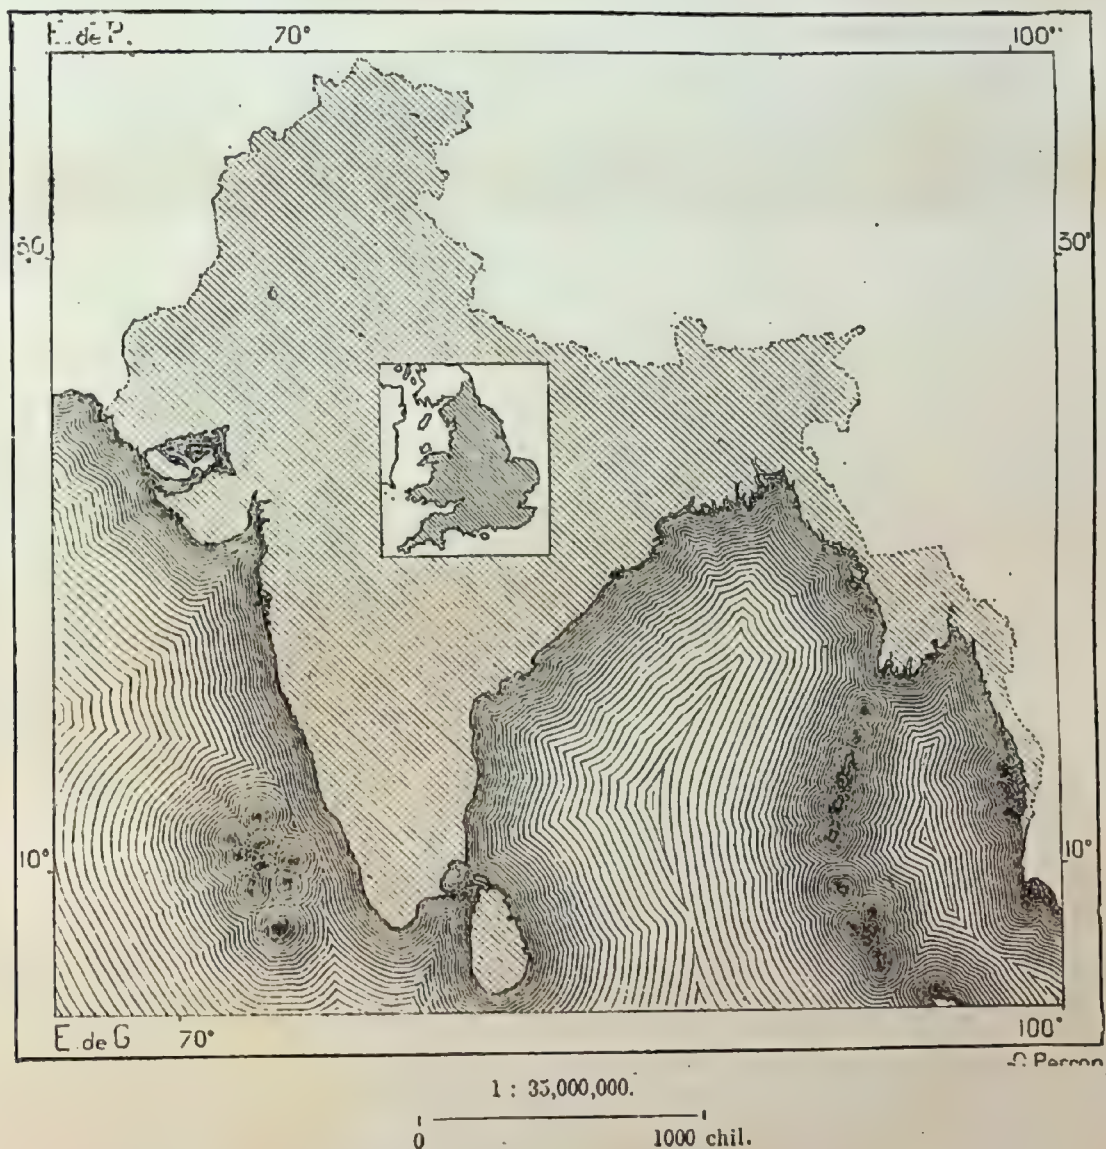 E. de P. 70° 100°
30 30°
10° 10°
E. de G 70° 100°
C. Perron
1 : 35,000,000.
0 1000 chil.